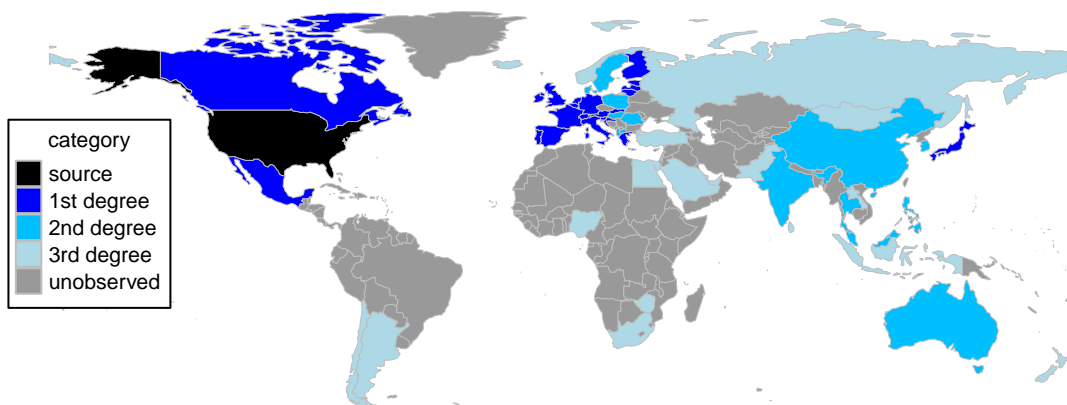 category
source
1st degree
2nd degree
3rd degree
unobserved